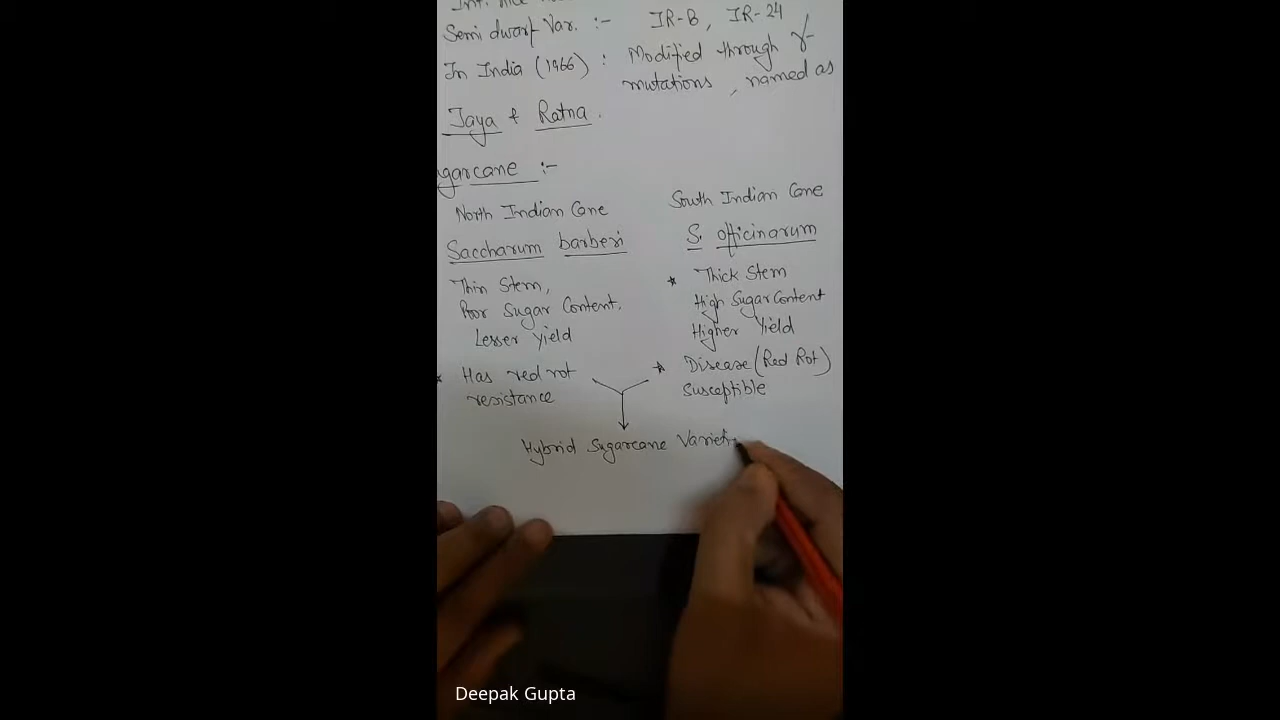 Semi dwarf Var. :- IR-8, IR-24
In India (1966) : Modified through γ-
mutations, named as
Jaya & Ratna.
garcane :-
North Indian Cane
Saccharum barberi
Thin Stem,
Poor Sugar Content,
Lesser Yield
* Has red rot
resistance
South Indian Cane
S. officinarum
* Thick Stem
High Sugar Content
Higher Yield
* Disease (Red Rot)
Susceptible
Hybrid Sugarcane Varieti
Deepak Gupta